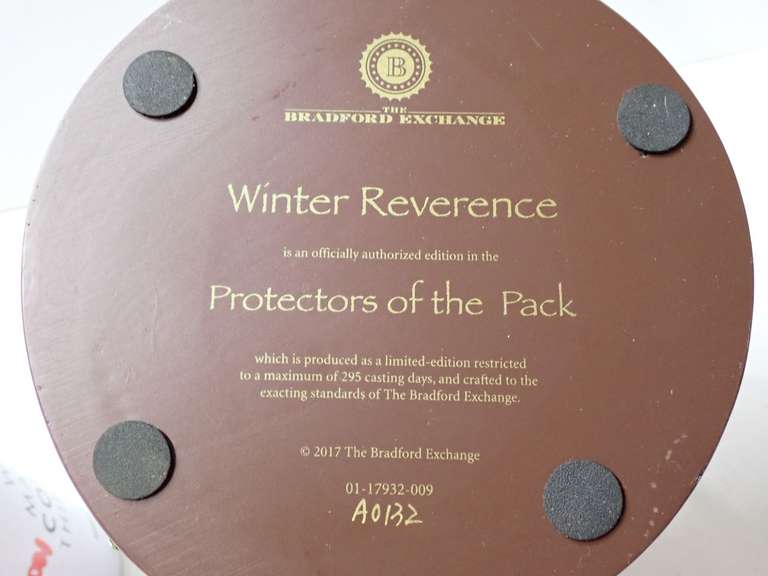 B
THE
BRADFORD EXCHANGE
Winter Reverence
is an officially authorized edition in the
Protectors of the Pack
which is produced as a limited-edition restricted
to a maximum of 295 casting days, and crafted to the
exacting standards of The Bradford Exchange.
© 2017 The Bradford Exchange
01-17932-009
A0132